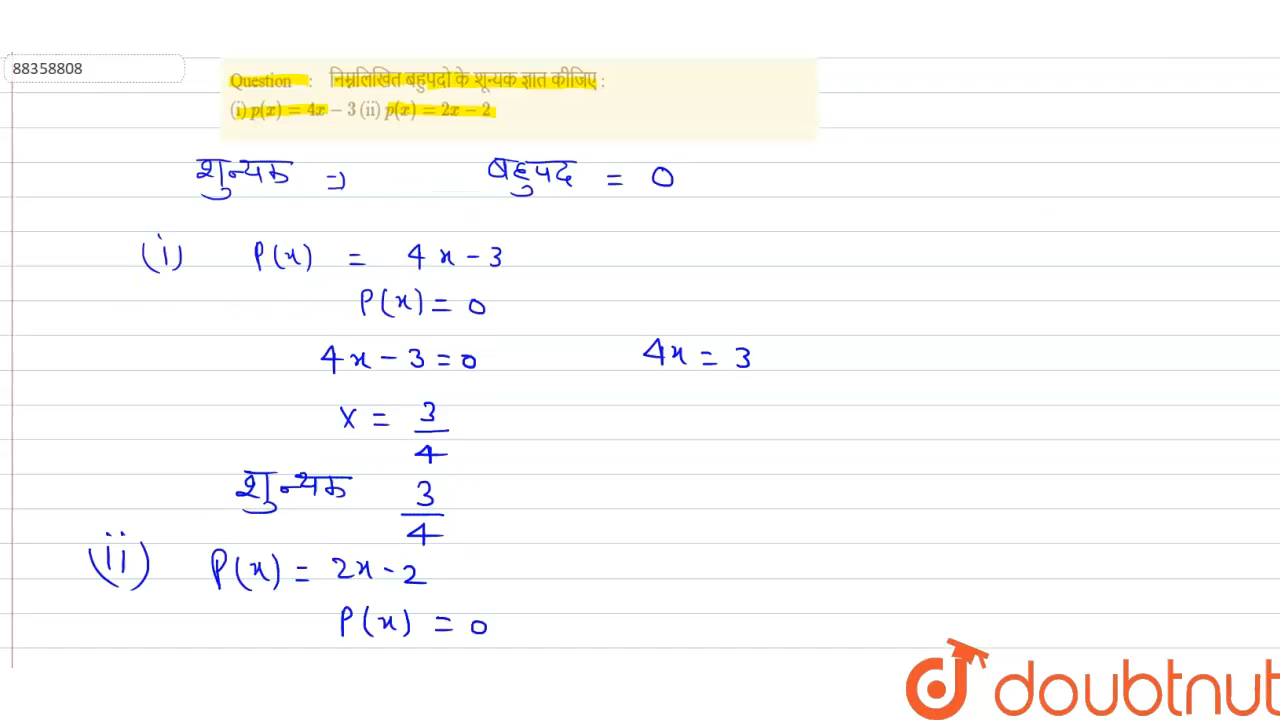 88358808
Question : निम्नलिखित बहुपदो के शून्यक ज्ञात कीजिए :
(i) p(x) = 4x − 3 (ii) p(x) = 2x − 2
शुन्यक ⇒ बहुपद = 0
(i) P(x) = 4x − 3
P(x) = 0
4x − 3 = 0 4x = 3
x = 3/4
शुन्यक 3/4
(ii) P(x) = 2x − 2
P(x) = 0
doubtnut